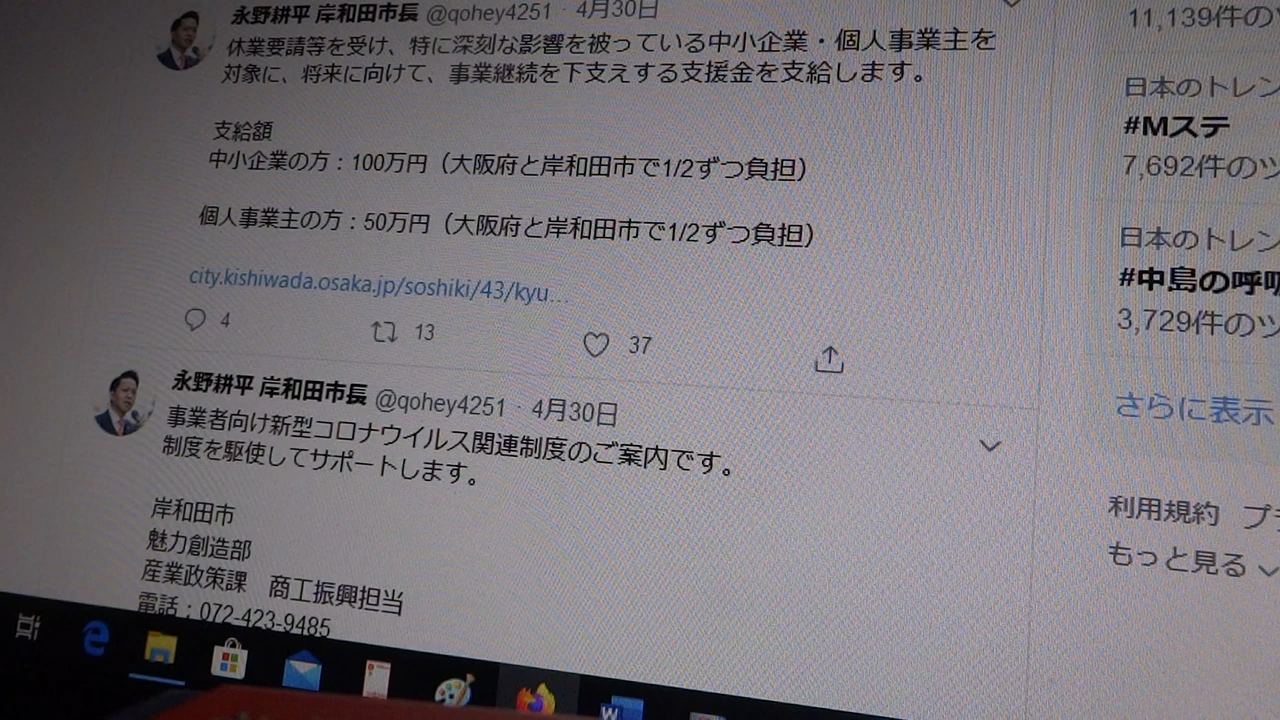 永野耕平 岸和田市長 @qohey4251 · 4月30日
休業要請等を受け、特に深刻な影響を被っている中小企業・個人事業主を
対象に、将来に向けて、事業継続を下支えする支援金を支給します。
支給額
中小企業の方：100万円（大阪府と岸和田市で1/2ずつ負担）
個人事業主の方：50万円（大阪府と岸和田市で1/2ずつ負担）
city.kishiwada.osaka.jp/soshiki/43/kyu…
4 13 37
永野耕平 岸和田市長 @qohey4251 · 4月30日
事業者向け新型コロナウイルス関連制度のご案内です。
制度を駆使してサポートします。
岸和田市
魅力創造部
産業政策課　商工振興担当
電話：072-423-9485
11,139件の
日本のトレン
#Mステ
7,692件のツ
日本のトレン
#中島の呼吸
3,729件のツ
さらに表示
利用規約 プ
もっと見る
W